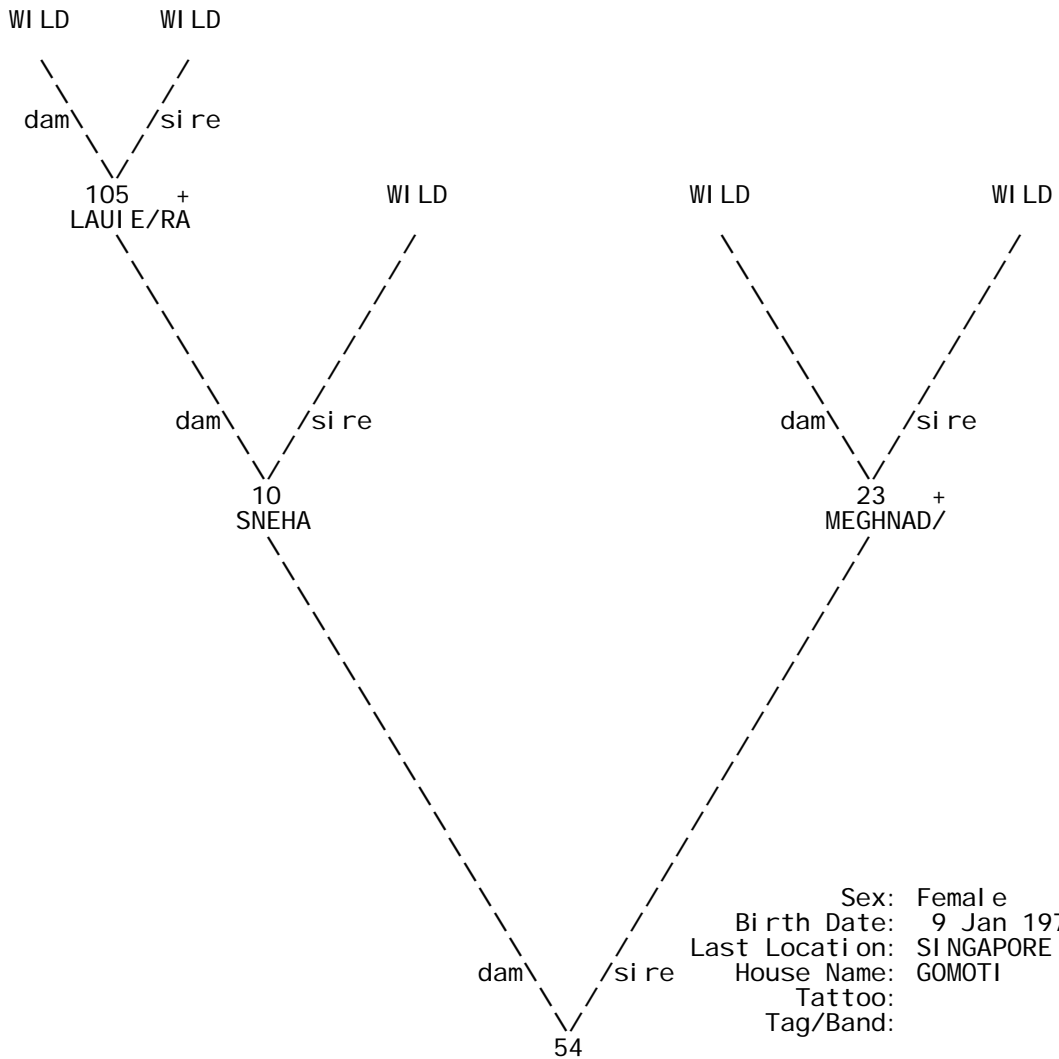 WILD WILD
dam sire
105 + WILD WILD WILD
LAUIE/RA
dam sire dam sire
10 23 +
SNEHA MEGHNAD/
Sex: Female
Birth Date: 9 Jan 197
Last Location: SINGAPORE
dam sire House Name: GOMOTI
Tattoo:
Tag/Band:
54